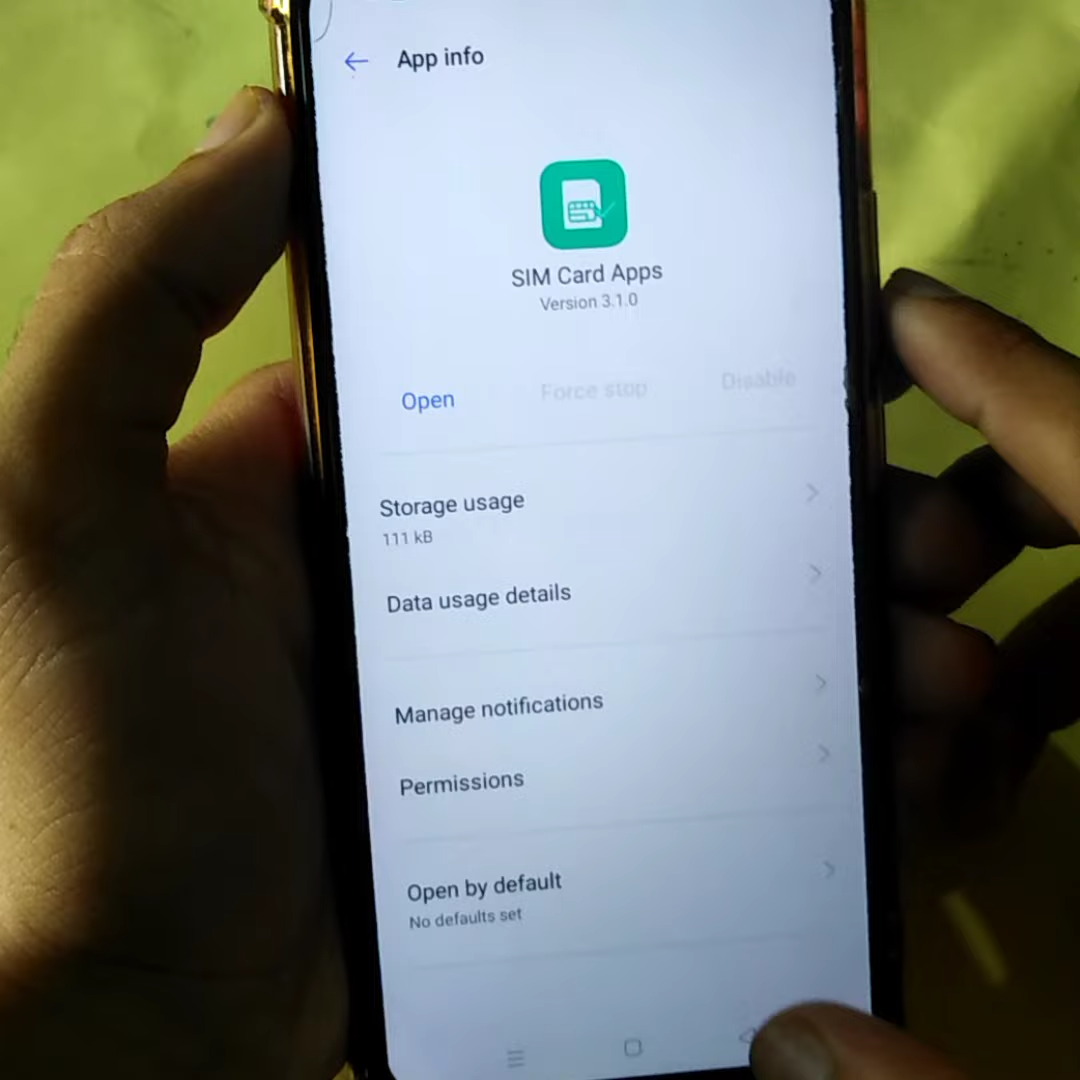 App info
SIM Card Apps
Version 3.1.0
Open
Force stop
Disable
Storage usage
111 kB
Data usage details
Manage notifications
Permissions
Open by default
No defaults set